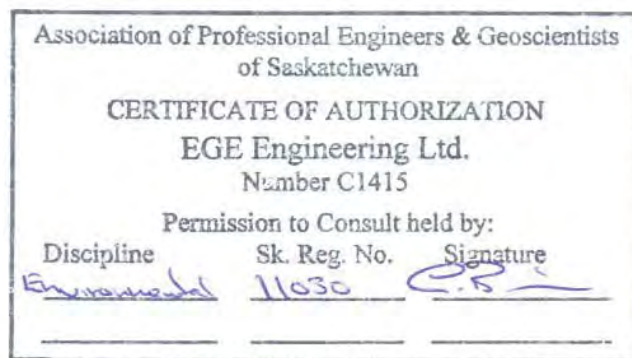 Association of Professional Engineers & Geoscientists
of Saskatchewan
CERTIFICATE OF AUTHORIZATION
EGE Engineering Ltd.
Number C1415
Permission to Consult held by:
Discipline Sk. Reg. No. Signature
Environmental 11030